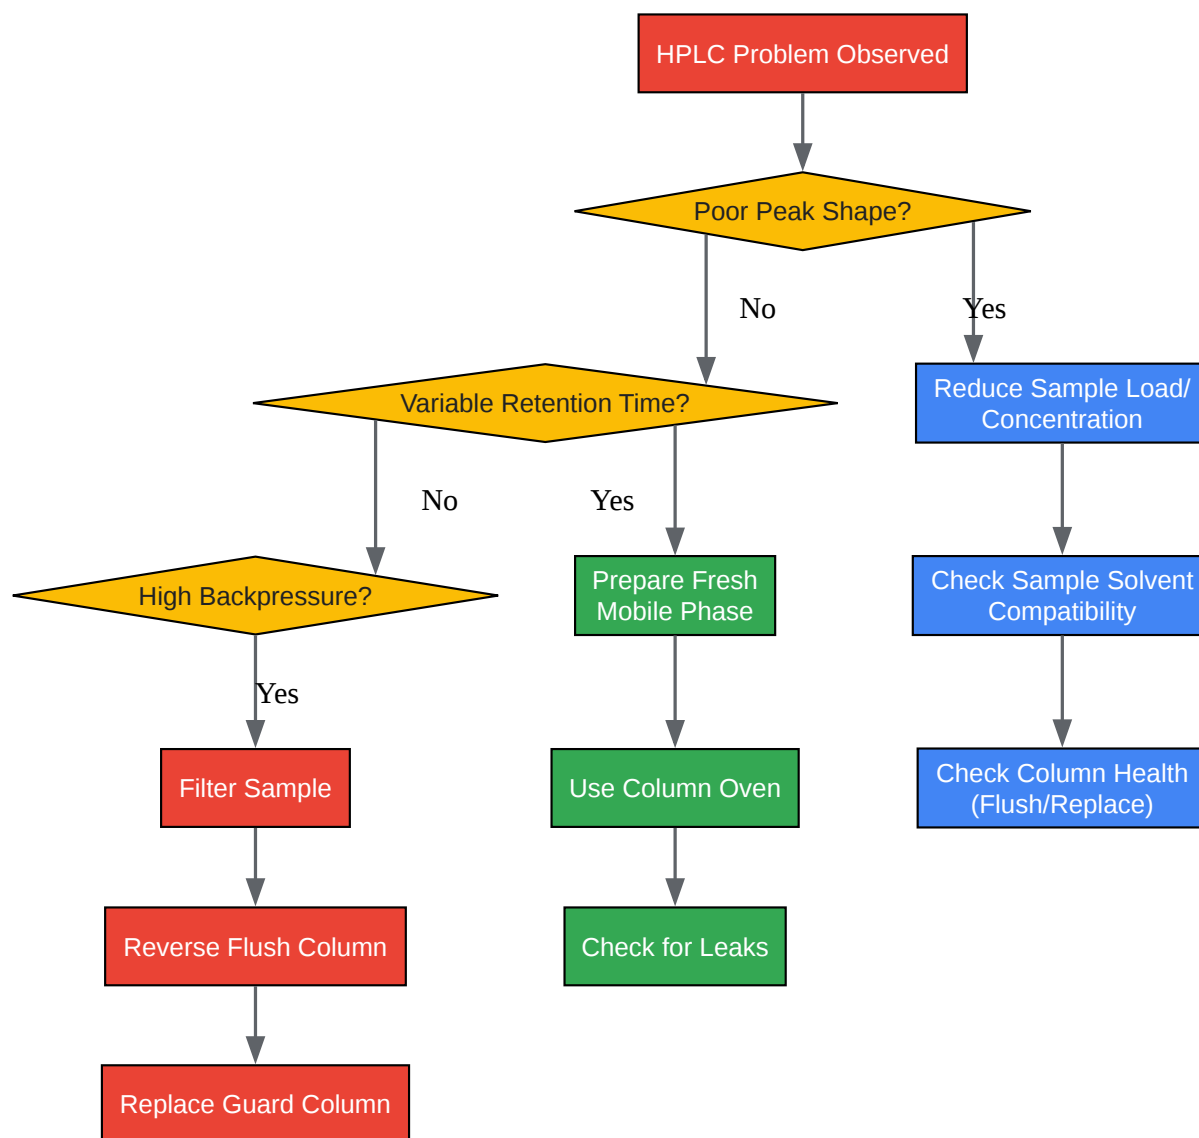 HPLC Problem Observed
Poor Peak Shape?
No
Yes
Variable Retention Time?
Reduce Sample Load/
Concentration
No
Yes
High Backpressure?
Prepare Fresh
Mobile Phase
Check Sample Solvent
Compatibility
Yes
Filter Sample
Use Column Oven
Check Column Health
(Flush/Replace)
Reverse Flush Column
Check for Leaks
Replace Guard Column